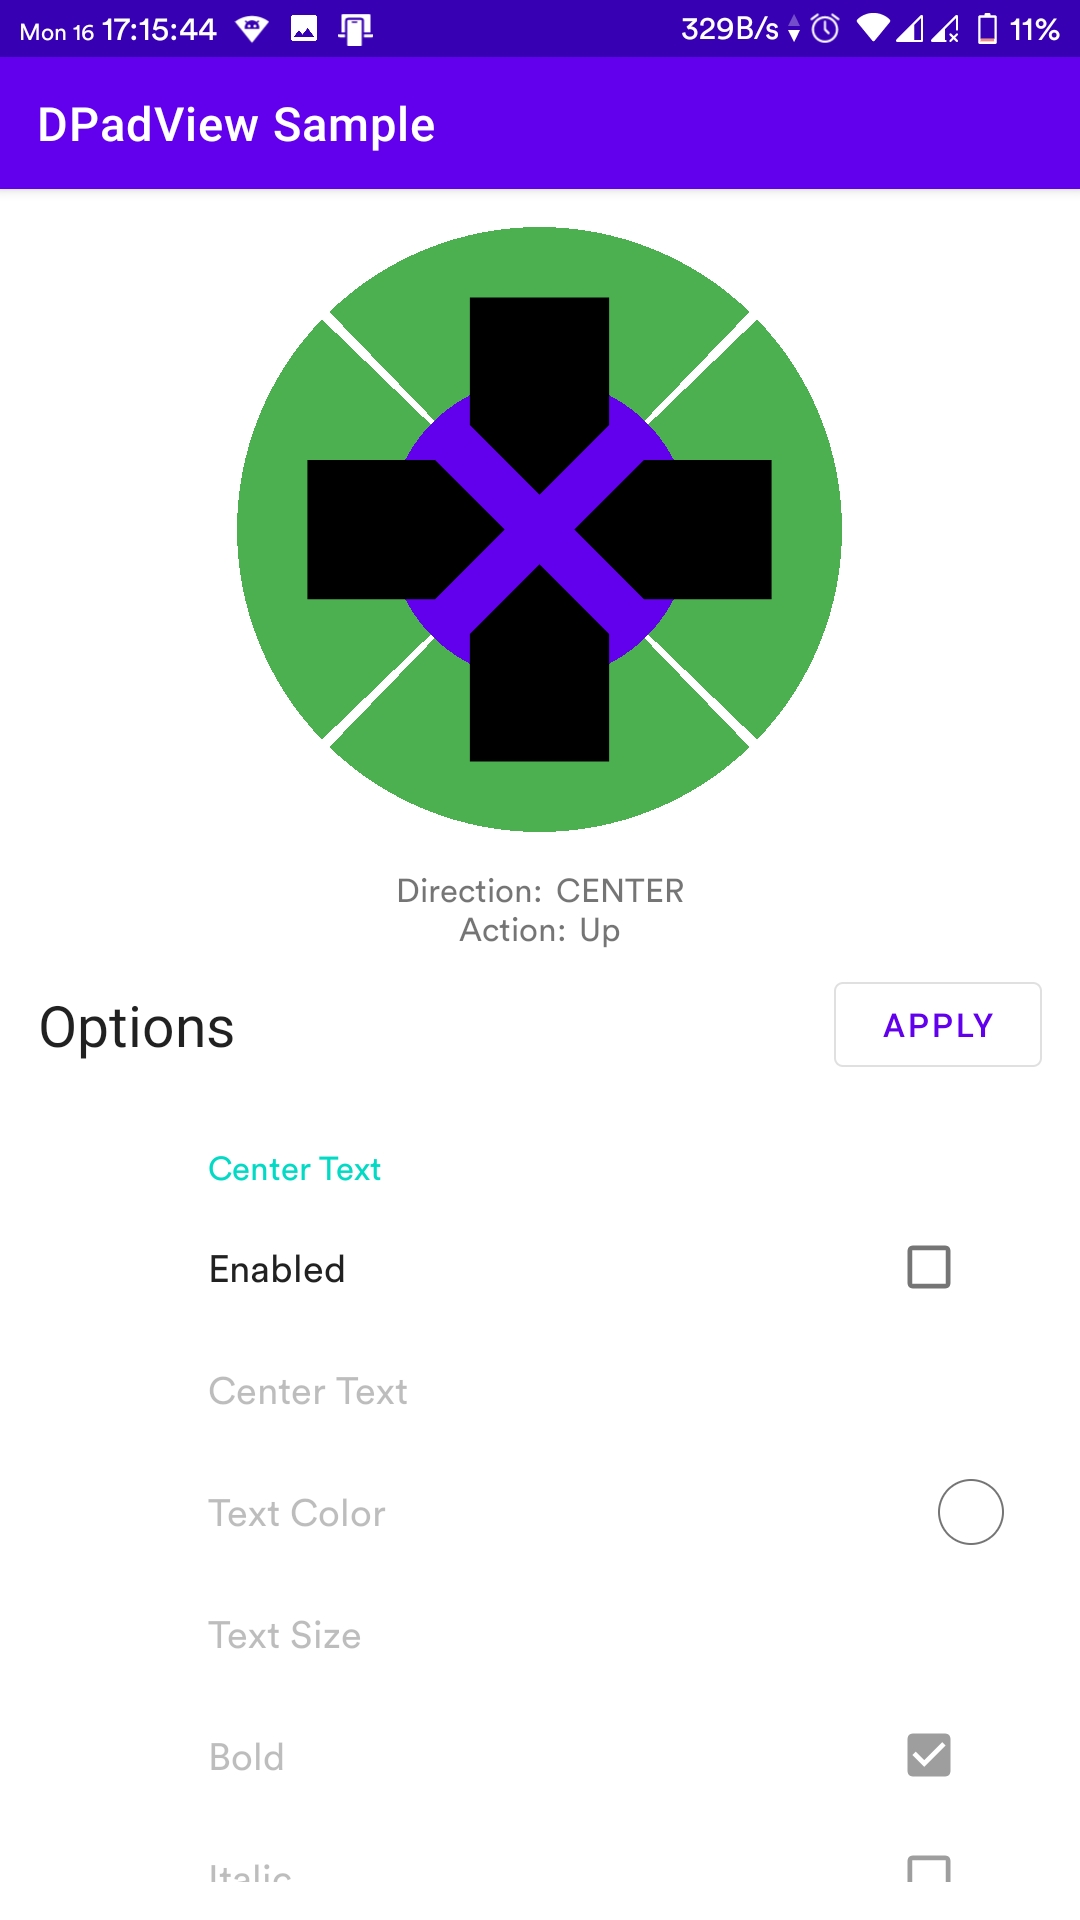 Mon 16 17:15:44 329B/s 11%
DPadView Sample
Direction: CENTER
Action: Up
Options
APPLY
Center Text
Enabled
Center Text
Text Color
Text Size
Bold
Italic